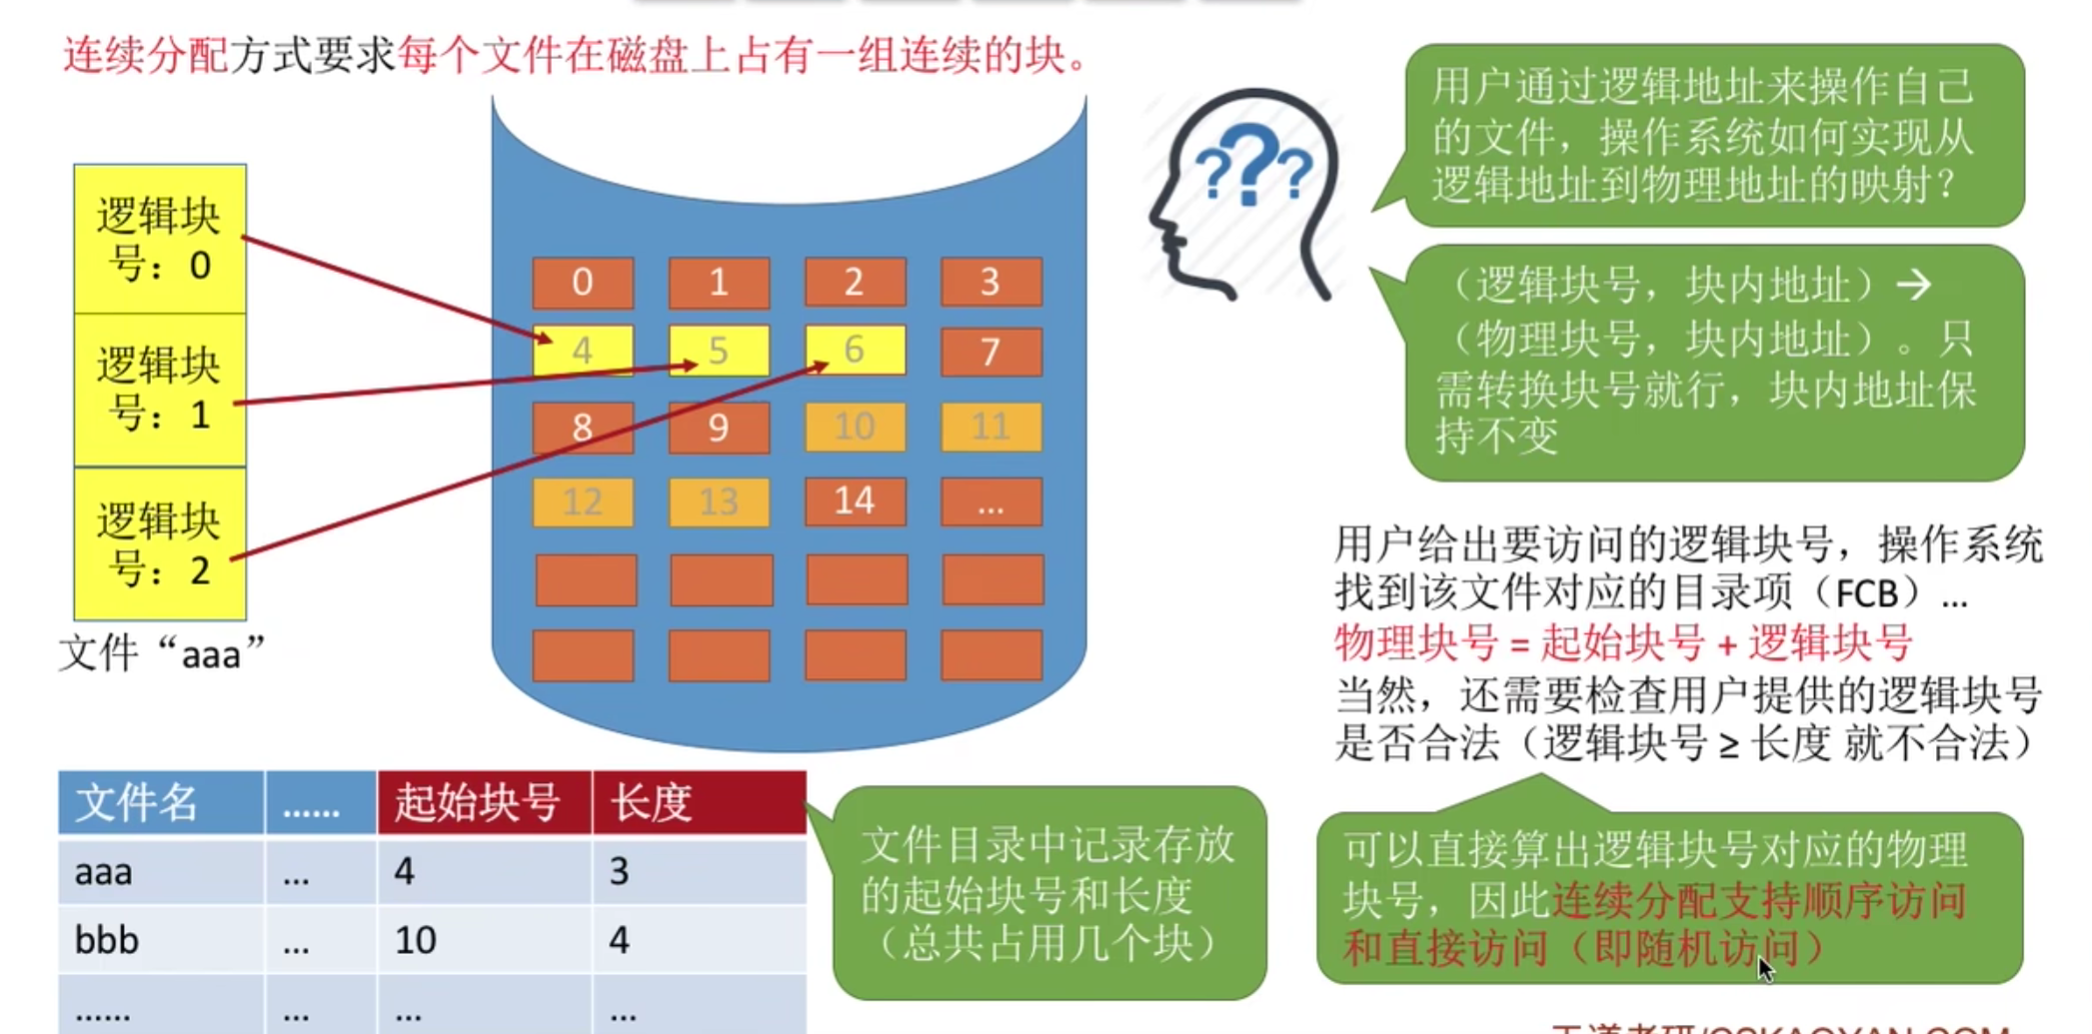 连续分配方式要求每个文件在磁盘上占有一组连续的块。
逻辑块
号：0
逻辑块
号：1
逻辑块
号：2
文件“aaa”
0 1 2 3
4 5 6 7
8 9 10 11
12 13 14 ...
???
用户通过逻辑地址来操作自己
的文件，操作系统如何实现从
逻辑地址到物理地址的映射？
（逻辑块号，块内地址）→
（物理块号，块内地址）。只
需转换块号就行，块内地址保
持不变
用户给出要访问的逻辑块号，操作系统
找到该文件对应的目录项（FCB）...
物理块号 = 起始块号 + 逻辑块号
当然，还需要检查用户提供的逻辑块号
是否合法（逻辑块号 ≥ 长度 就不合法）
可以直接算出逻辑块号对应的物理
块号，因此连续分配支持顺序访问
和直接访问（即随机访问）
文件名 ...... 起始块号 长度
aaa ... 4 3
bbb ... 10 4
...... ... ... ...
文件目录中记录存放
的起始块号和长度
（总共占用几个块）